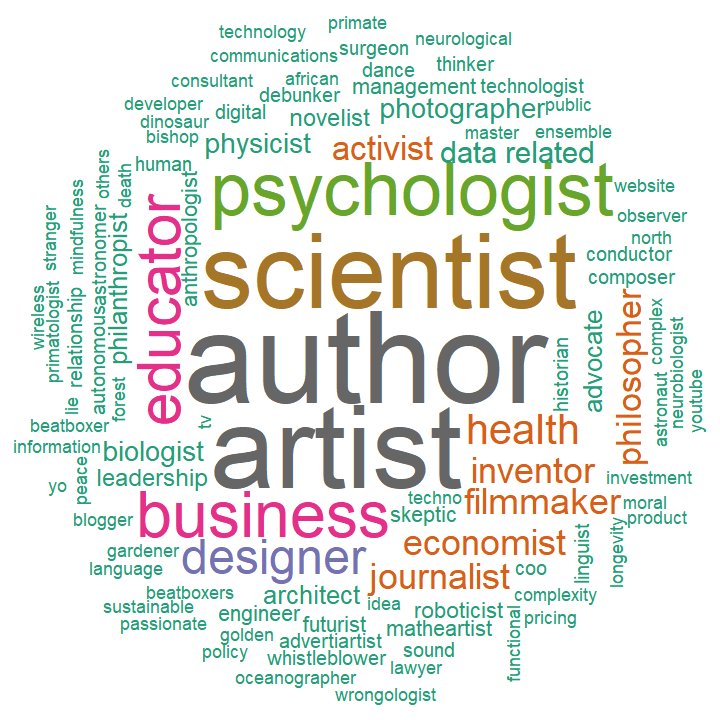 technology
primate
communications
surgeon
neurological
consultant
african
dance
thinker
developer
debunker
management
technologist
dinosaur
digital
novelist
photographer
public
bishop
physicist
activist
master
ensemble
human
data related
others
death
anthropologist
psychologist
website
observer
north
stranger
mindfulness
astronomer
philanthropist
educator
scientist
conductor
composer
wireless
primatologist
relationship
autonomous
author
historian
advocate
philosopher
complex
astronaut
neurobiologist
youtube
lie
forest
tv
artist
health
beatboxer
information
biologist
leadership
inventor
investment
yo
peace
business
techno
filmmaker
moral
product
blogger
skeptic
gardener
language
designer
economist
linguist
longevity
journalist
coo
beatboxers
architect
idea
roboticist
complexity
sustainable
passionate
engineer
futurist
matheartist
functional
pricing
golden
advertiartist
policy
whistleblower
sound
lawyer
oceanographer
wrongologist